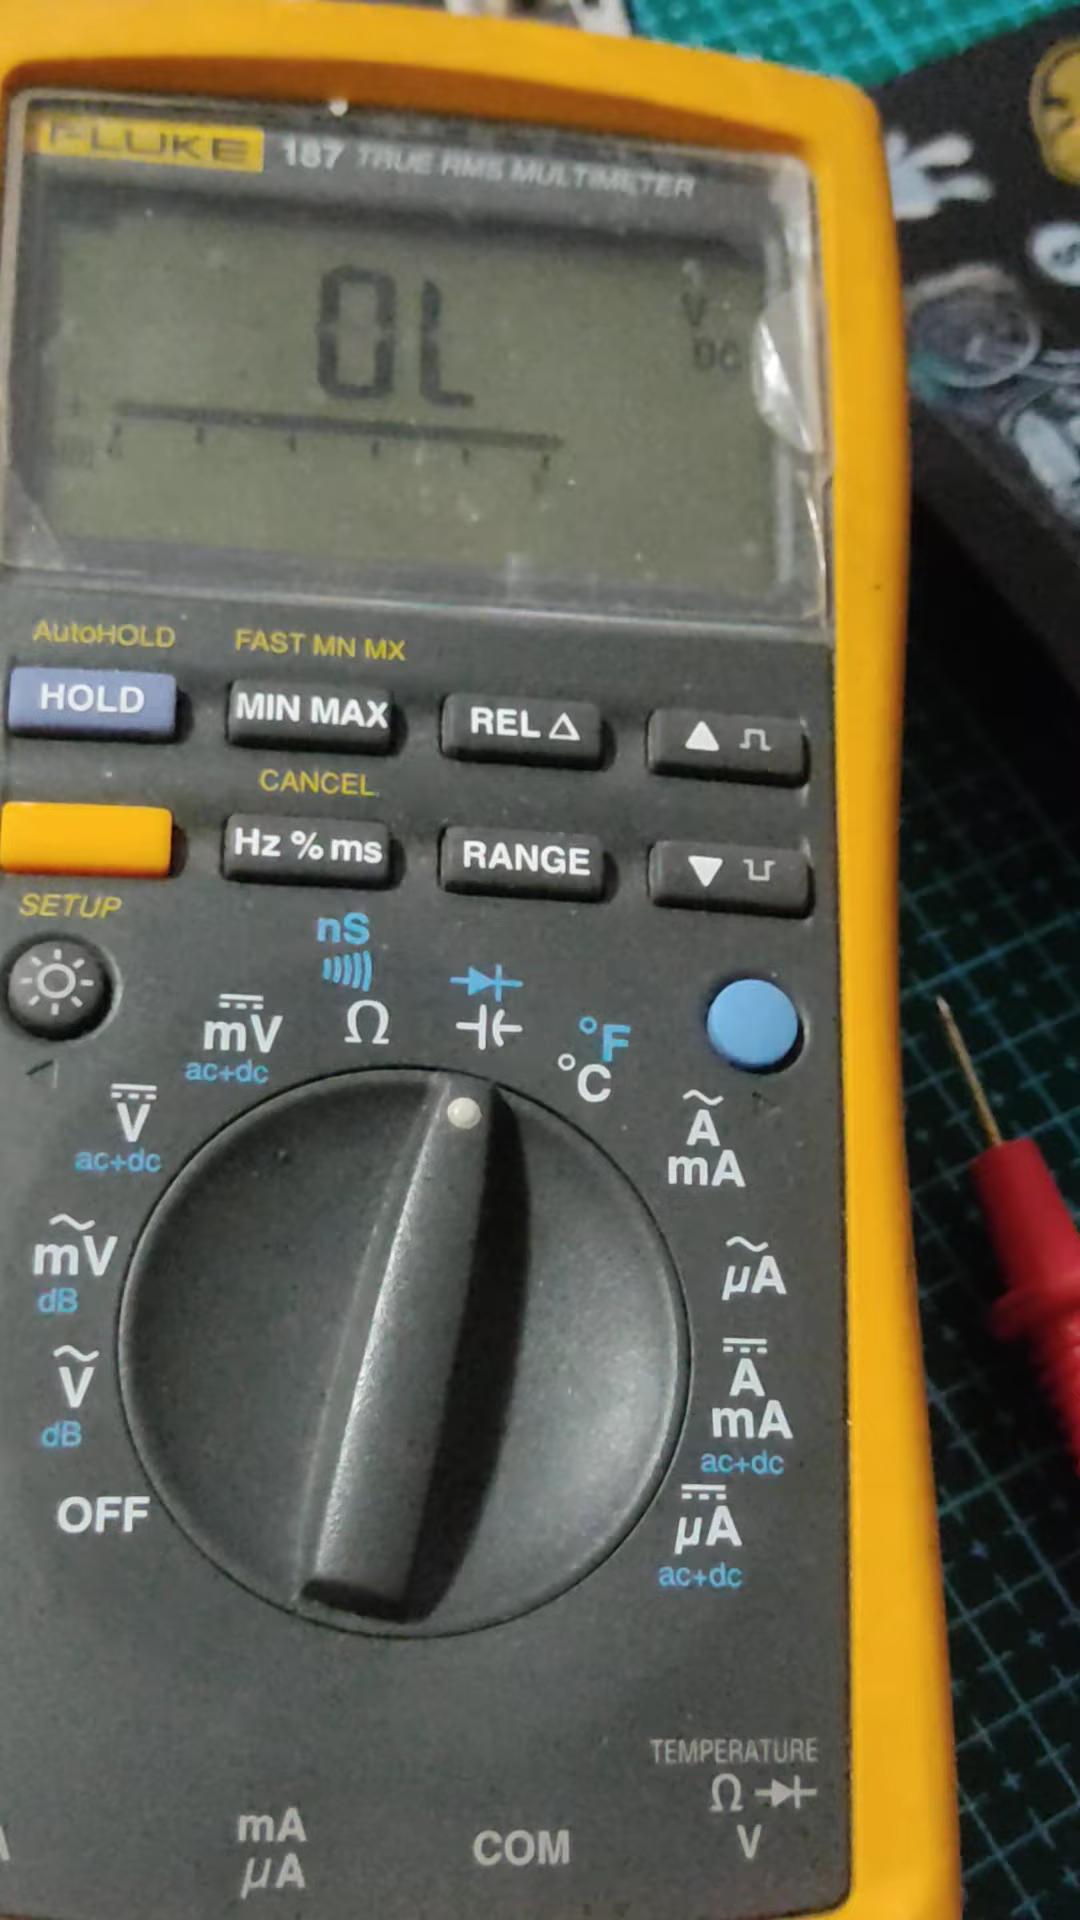 FLUKE 187 TRUE RMS MULTIMETER
OL
V
DC
AutoHOLD FAST MN MX
HOLD MIN MAX REL Δ
CANCEL
Hz % ms RANGE
SETUP
nS
mV Ω
ac+dc
°F
°C
V
ac+dc
A
mA
mV
dB
µA
V
dB
A
mA
ac+dc
OFF
µA
ac+dc
TEMPERATURE
Ω
mA
µA
COM
V